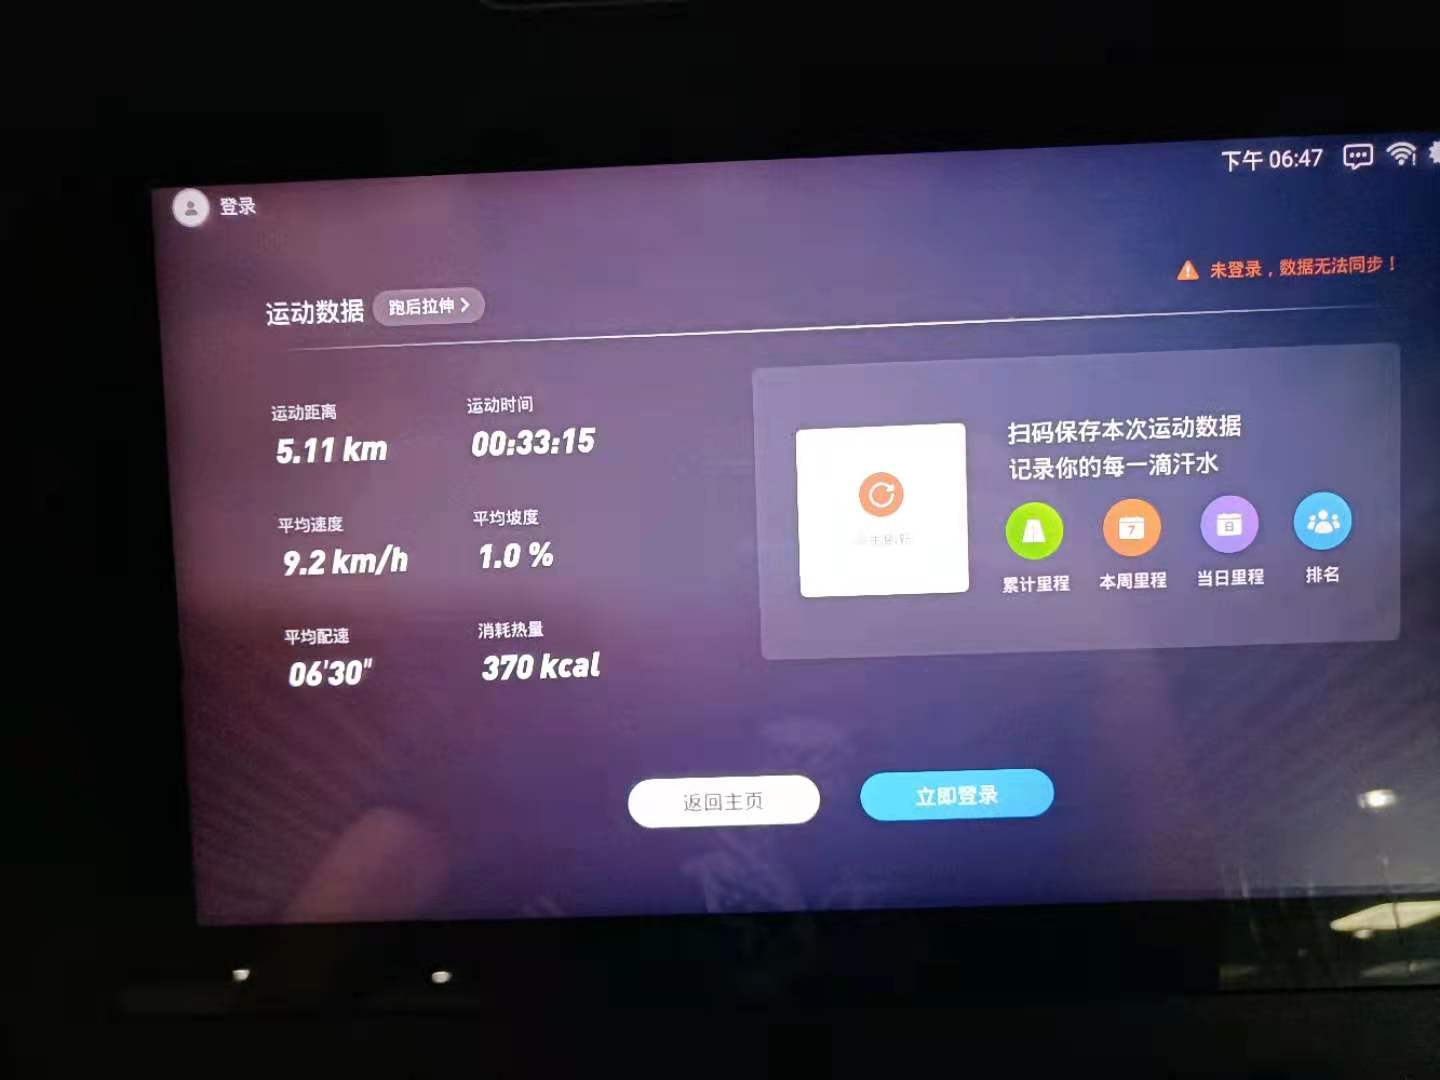 下午 06:47
登录
未登录，数据无法同步！
运动数据
跑后拉伸
运动距离
5.11 km
运动时间
00:33:15
平均速度
9.2 km/h
平均坡度
1.0 %
平均配速
06'30"
消耗热量
370 kcal
扫码保存本次运动数据
记录你的每一滴汗水
累计里程
7
本周里程
日
当日里程
排名
返回主页
立即登录